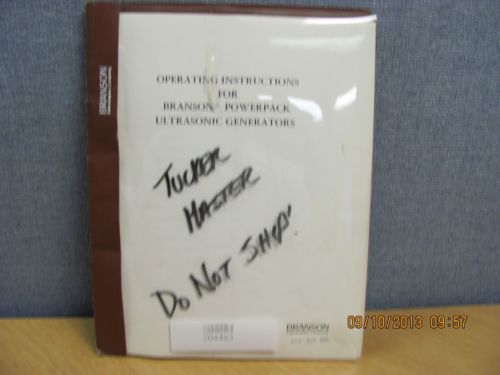 BRANSON
OPERATING INSTRUCTIONS
FOR
BRANSON® POWERPACK
ULTRASONIC GENERATORS
TUCKER
MASTER
DO NOT SHIP!
BRANSON
09/10/2013 09:57